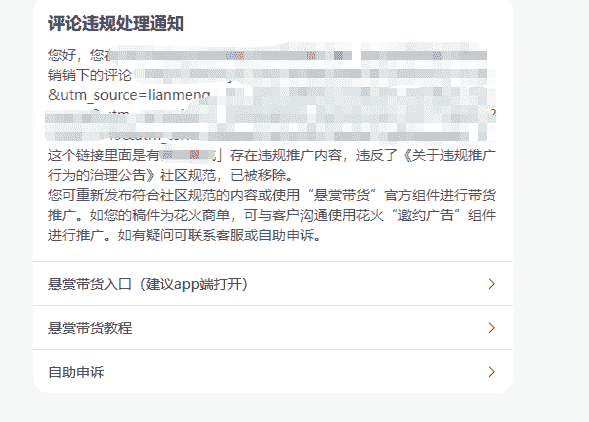 评论违规处理通知
您好，您在
销销下的评论
&utm_source=lianmeng
这个链接里面是有 」存在违规推广内容，违反了《关于违规推广
行为的治理公告》社区规范，已被移除。
您可重新发布符合社区规范的内容或使用“悬赏带货”官方组件进行带货
推广。如您的稿件为花火商单，可与客户沟通使用花火“邀约广告”组件
进行推广。如有疑问可联系客服或自助申诉。
悬赏带货入口（建议app端打开）
悬赏带货教程
自助申诉